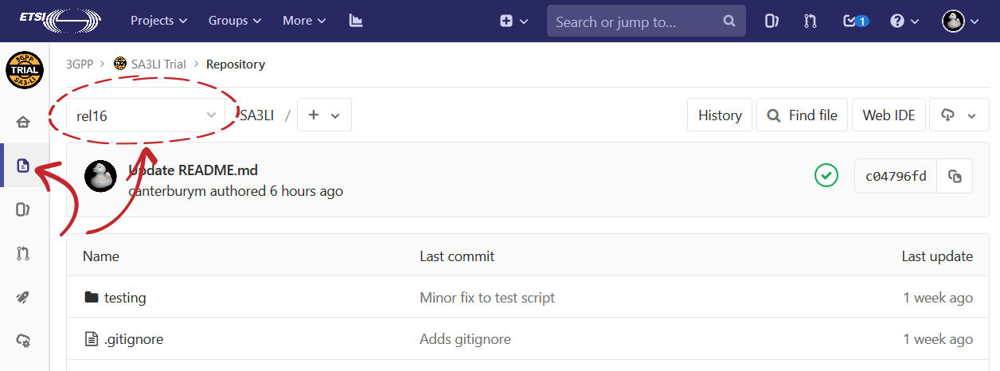 ETSI Projects Groups More Search or jump to... 1 ?
3GPP TRIAL SA3-LI
3GPP > SA3LI Trial > Repository
rel16 SA3LI / + History Find file Web IDE
Update README.md
canterburym authored 6 hours ago
c04796fd
Name Last commit Last update
testing Minor fix to test script 1 week ago
.gitignore Adds gitignore 1 week ago